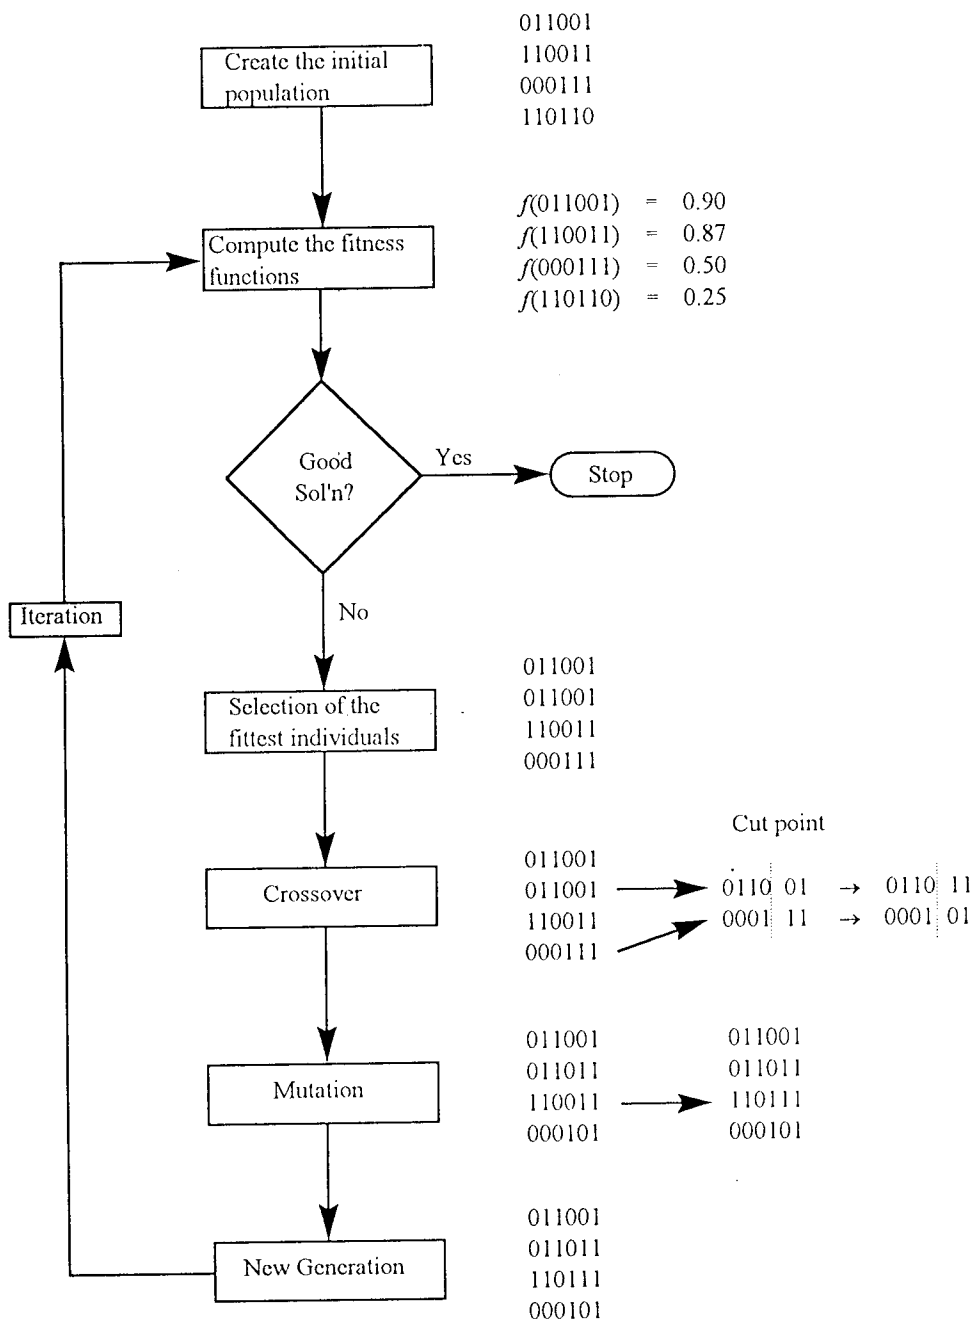 011001
110011
000111
110110
Create the initial
population
f(011001) = 0.90
f(110011) = 0.87
f(000111) = 0.50
f(110110) = 0.25
Compute the fitness
functions
Good
Sol'n?
Yes
Stop
No
Iteration
Selection of the
fittest individuals
011001
011001
110011
000111
Cut point
Crossover
011001
011001
110011
000111
0110 01 → 0110 11
0001 11 → 0001 01
Mutation
011001
011011
110011
000101
011001
011011
110111
000101
New Generation
011001
011011
110111
000101